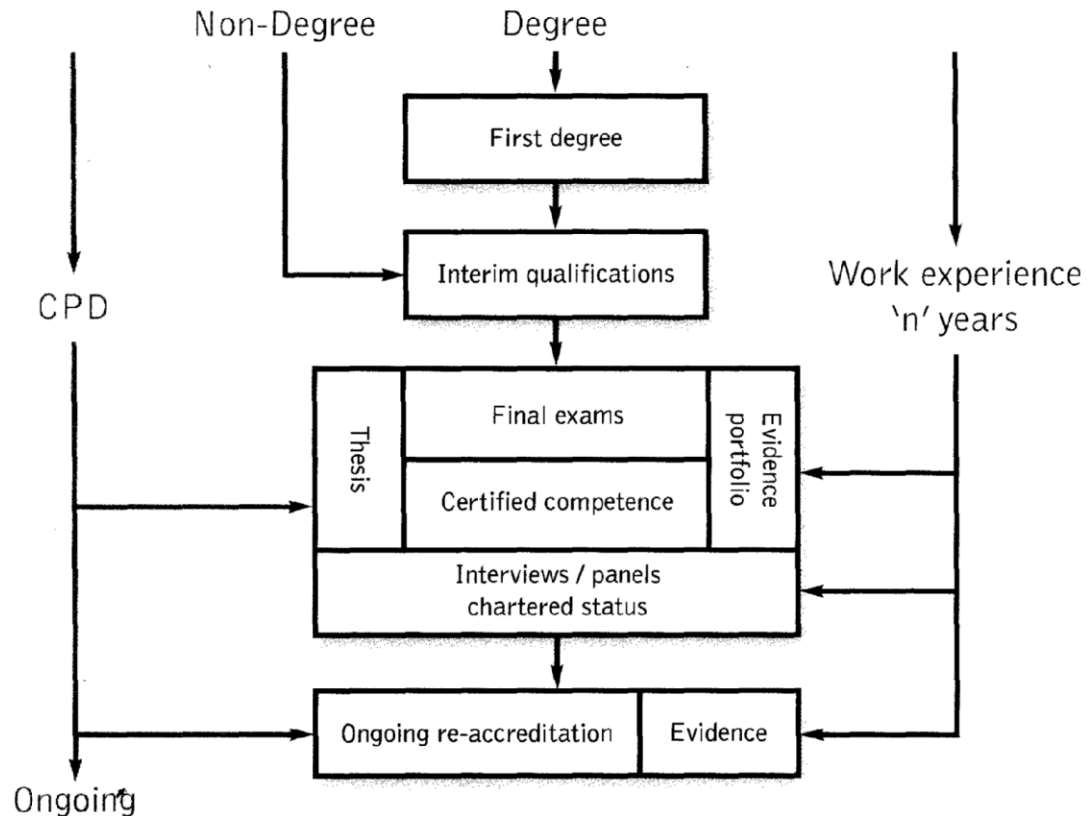 Non-Degree
Degree
First degree
Interim qualifications
CPD
Work experience
‘n’ years
Thesis
Final exams
Evidence
portfolio
Certified competence
Interviews / panels
chartered status
Ongoing re-accreditation
Evidence
Ongoing